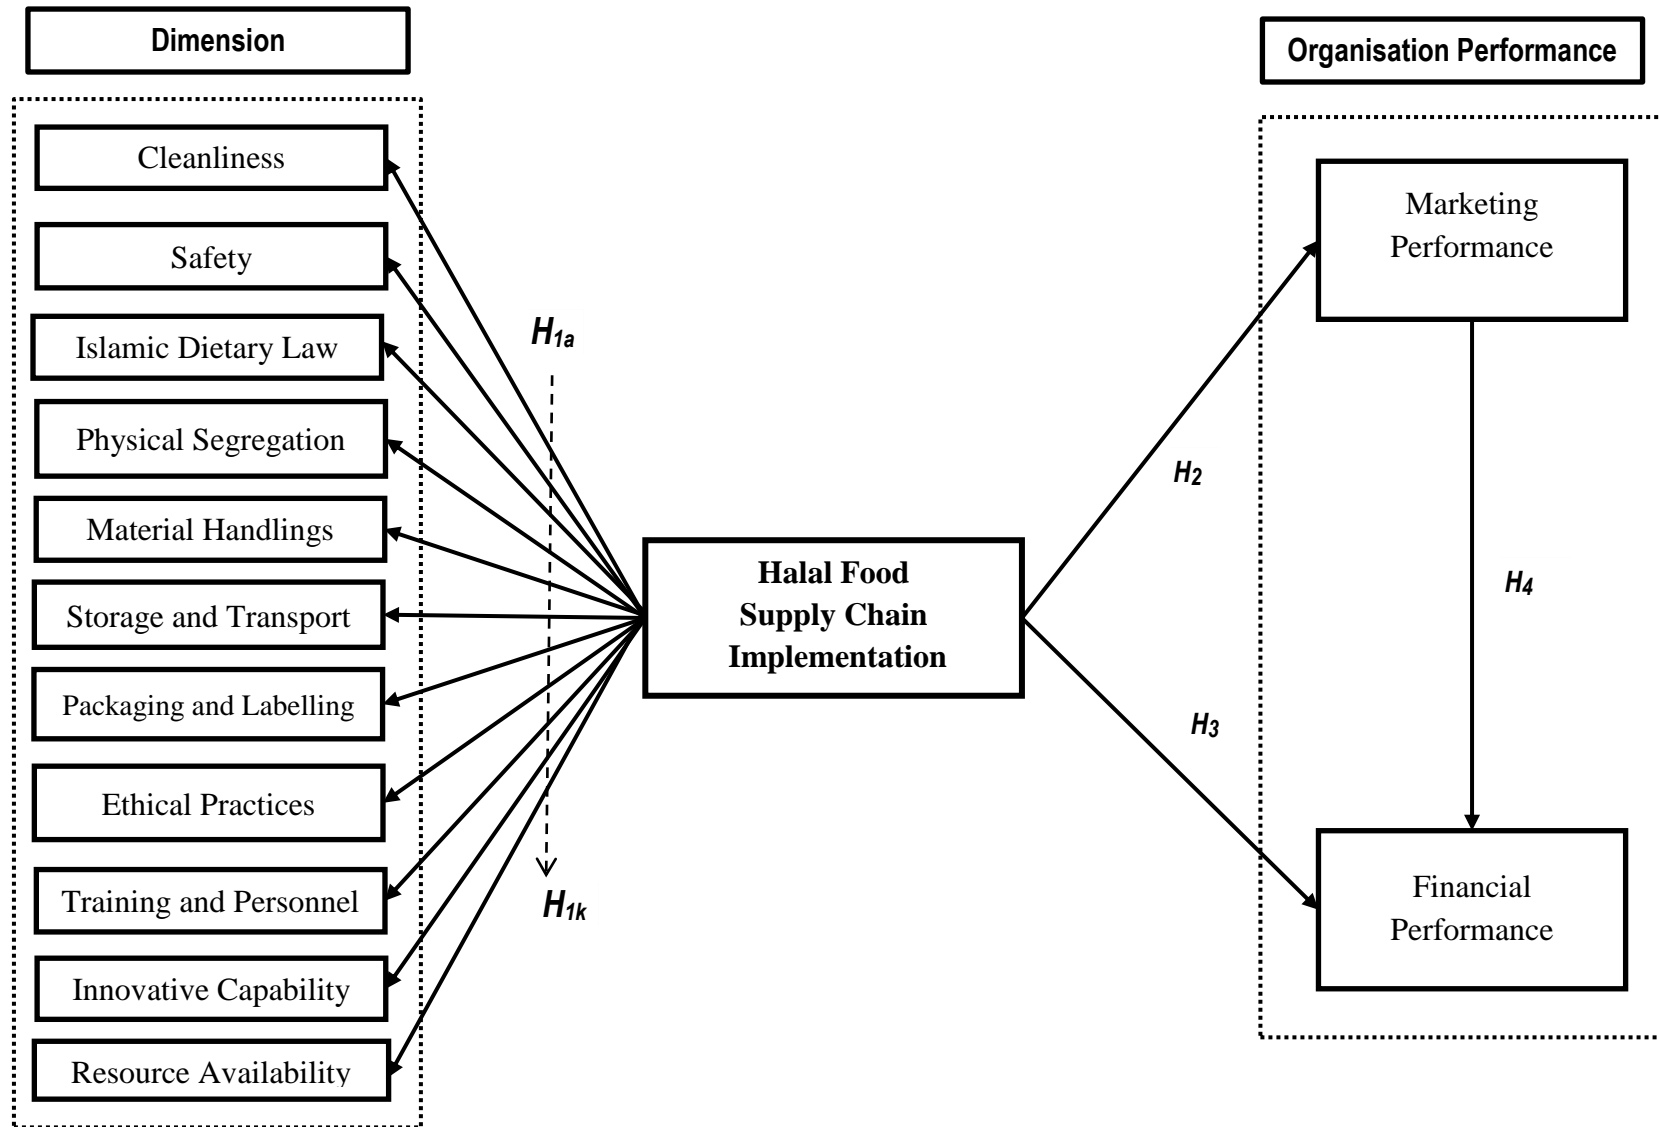 Dimension
Organisation Performance
Cleanliness
Safety
Islamic Dietary Law
Physical Segregation
Material Handlings
Storage and Transport
Packaging and Labelling
Ethical Practices
Training and Personnel
Innovative Capability
Resource Availability
H1a
H1k
Halal Food
Supply Chain
Implementation
H2
H3
Marketing
Performance
H4
Financial
Performance